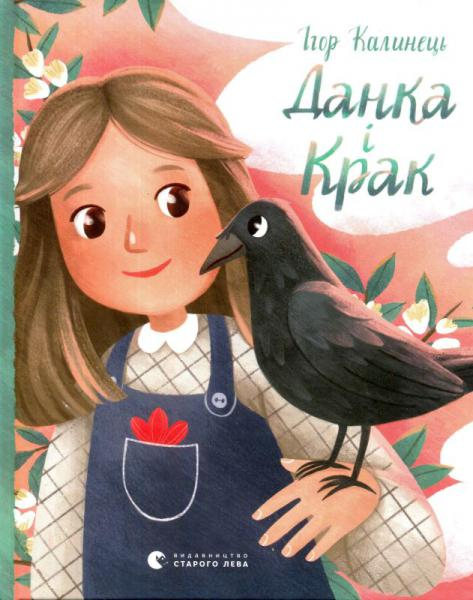 Ігор Калинець
Данка
і
Крак
ВИДАВНИЦТВО
СТАРОГО ЛЕВА